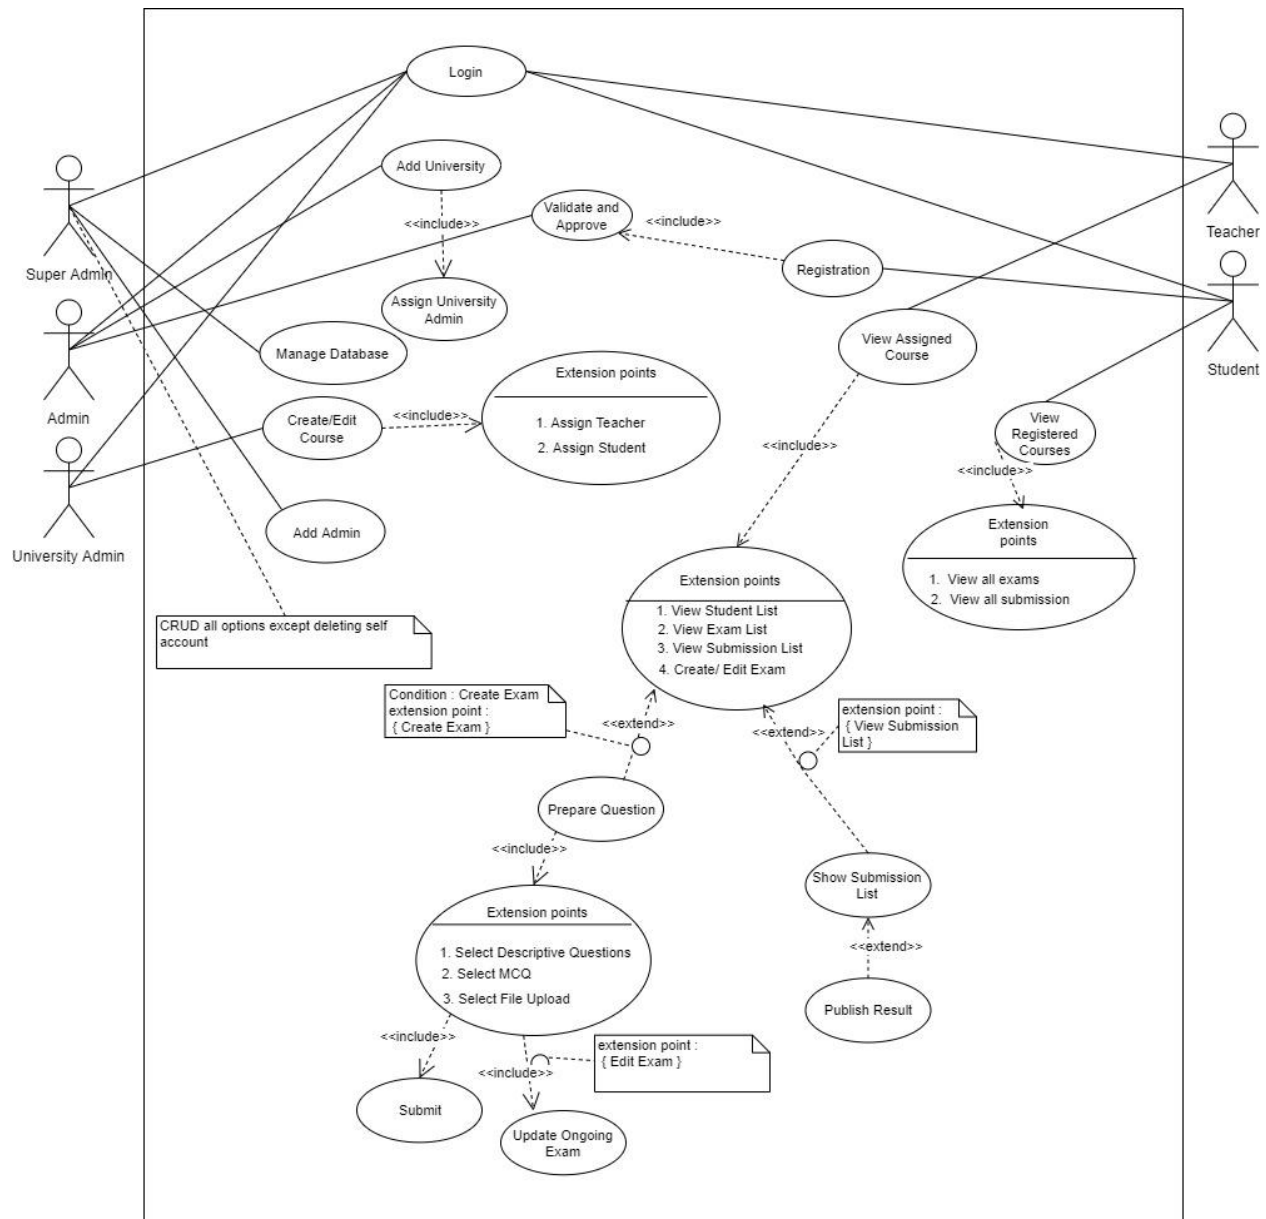 Login
Add University
<<include>>
Validate and
Approve
<<include>>
Registration
Teacher
Super Admin
Assign University
Admin
View Assigned
Course
Manage Database
Student
Admin
Extension points
1. Assign Teacher
2. Assign Student
Create/Edit
Course
<<include>>
View
Registered
Courses
<<include>>
<<include>>
Extension
points
1. View all exams
2. View all submission
Add Admin
University Admin
Extension points
1. View Student List
2. View Exam List
3. View Submission List
4. Create/ Edit Exam
CRUD all options except deleting self
account
Condition : Create Exam
extension point :
{ Create Exam }
<<extend>>
<<extend>>
extension point :
{ View Submission
List }
Prepare Question
<<include>>
Show Submission
List
Extension points
1. Select Descriptive Questions
2. Select MCQ
3. Select File Upload
<<extend>>
Publish Result
<<include>>
<<include>>
extension point :
{ Edit Exam }
Submit
Update Ongoing
Exam